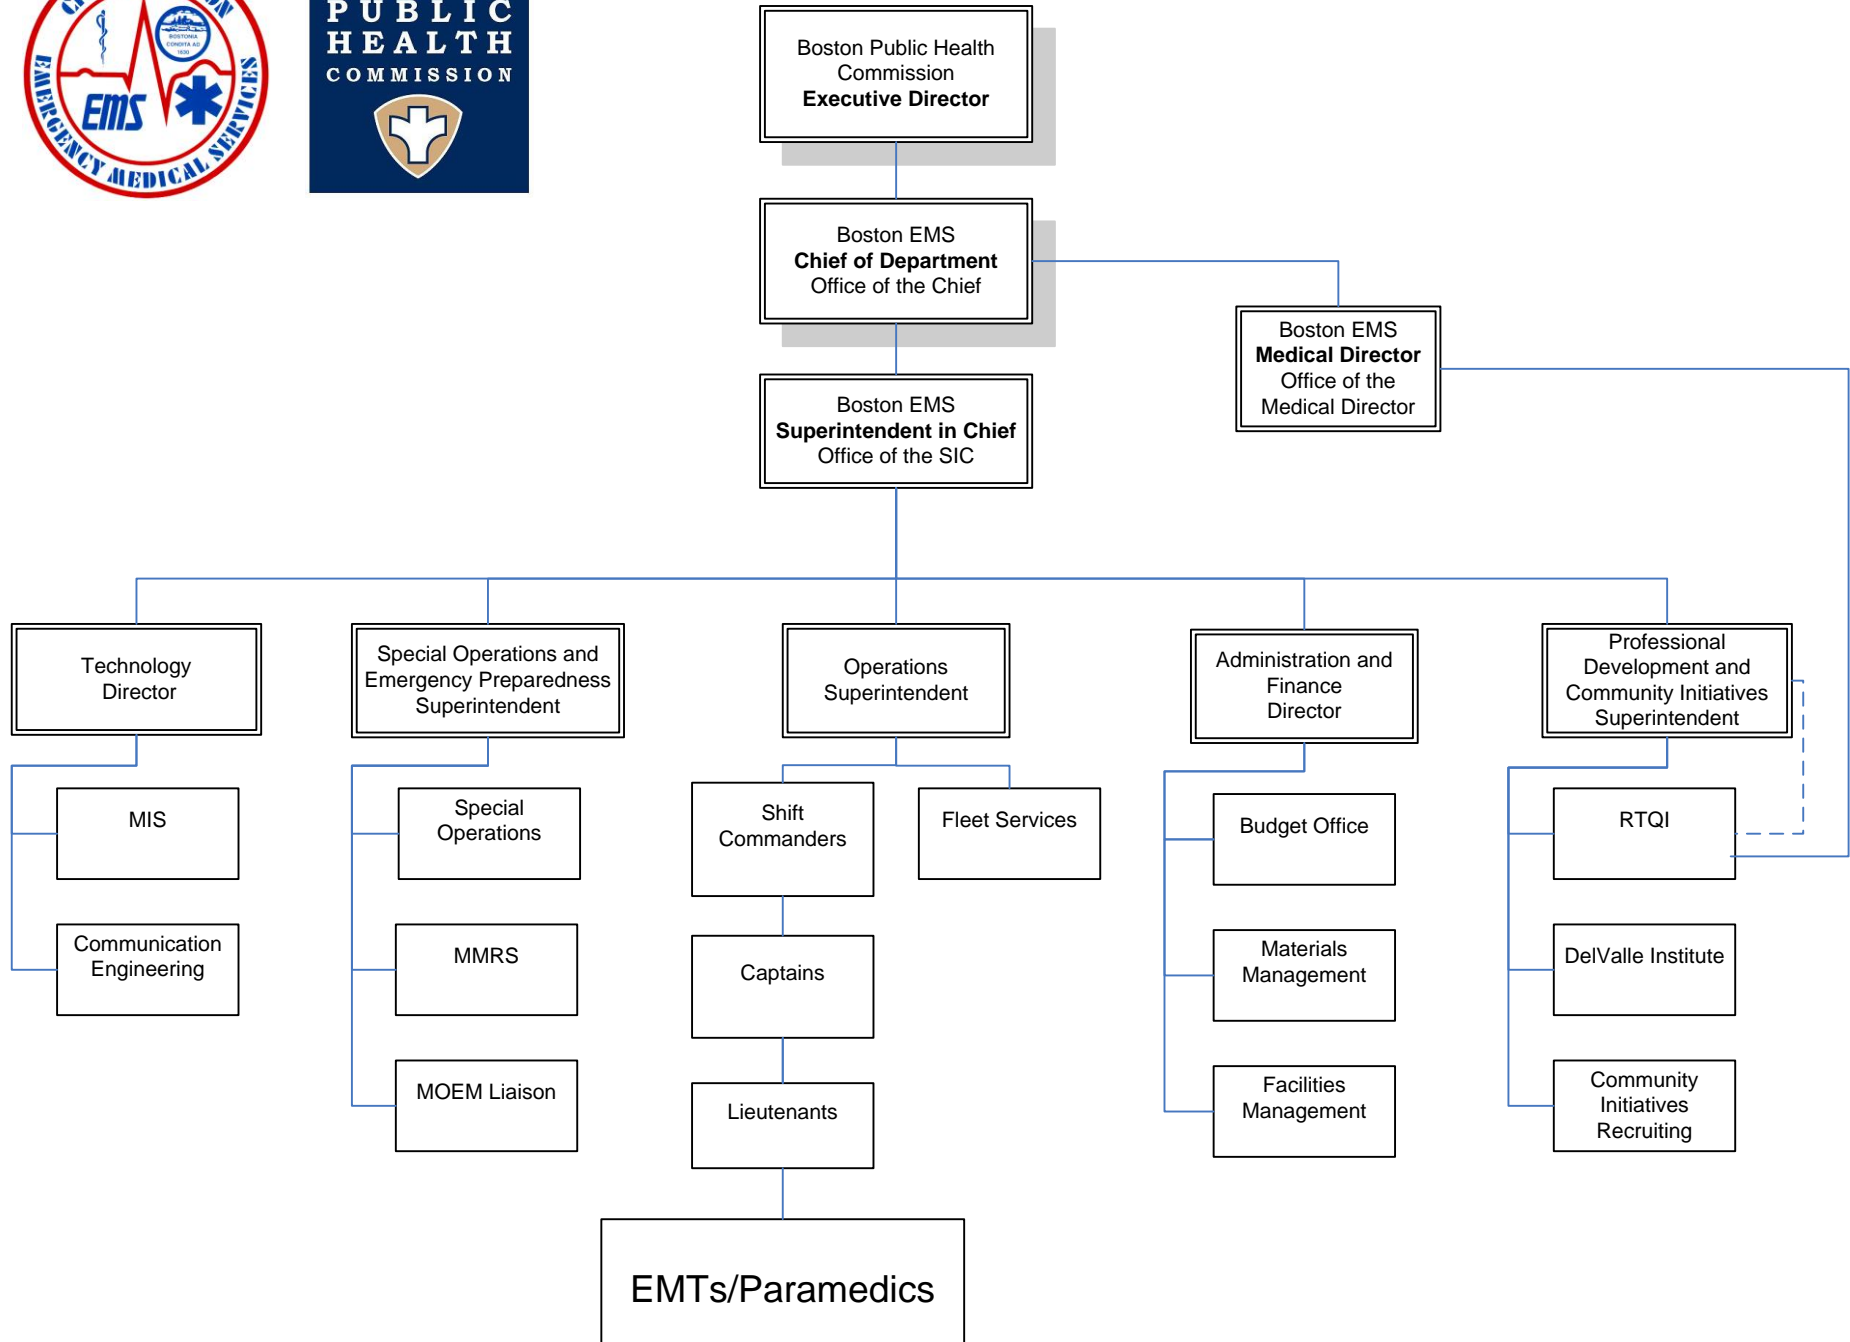 EMS
EMERGENCY MEDICAL SERVICES
BOSTONIA
CONDITA AD
1630
PUBLIC
HEALTH
COMMISSION
Boston Public Health
Commission
Executive Director
Boston EMS
Chief of Department
Office of the Chief
Boston EMS
Medical Director
Office of the
Medical Director
Boston EMS
Superintendent in Chief
Office of the SIC
Technology
Director
Special Operations and
Emergency Preparedness
Superintendent
Operations
Superintendent
Administration and
Finance
Director
Professional
Development and
Community Initiatives
Superintendent
MIS
Special
Operations
Shift
Commanders
Fleet Services
Budget Office
RTQI
Communication
Engineering
MMRS
Captains
Materials
Management
DelValle Institute
MOEM Liaison
Lieutenants
Facilities
Management
Community
Initiatives
Recruiting
EMTs/Paramedics